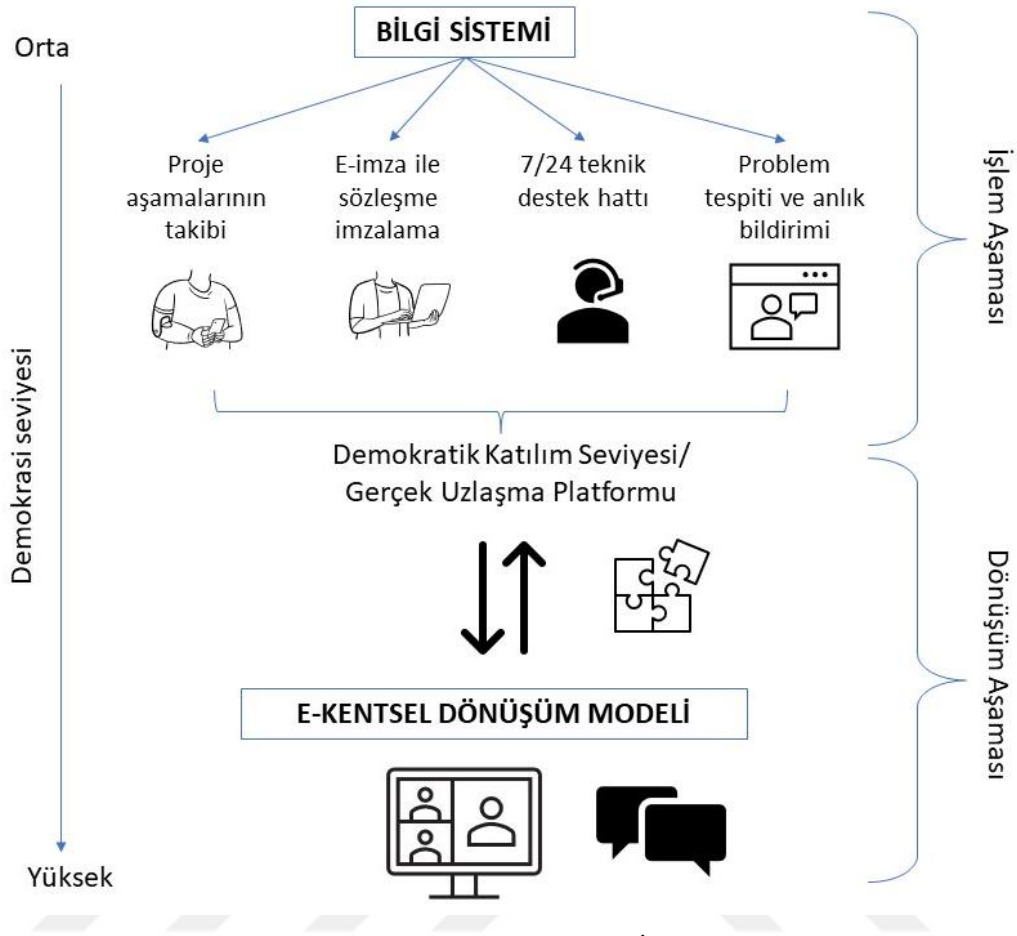 Orta
BİLGİ SİSTEMİ
Proje
aşamalarının
takibi
E-imza ile
sözleşme
imzalama
7/24 teknik
destek hattı
Problem
tespiti ve anlık
bildirimi
İşlem Aşaması
Demokrasi seviyesi
Demokratik Katılım Seviyesi/
Gerçek Uzlaşma Platformu
Dönüşüm Aşaması
E-KENTSEL DÖNÜŞÜM MODELİ
Yüksek